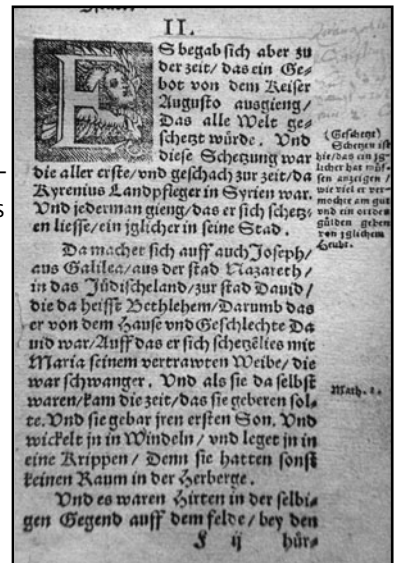 II.
ES begab sich aber zu
der zeit/ das ein Ge⸗
bot von dem Keiser
Augusto ausgieng/
Das alle Welt ge⸗
schetzt würde. Vnd
diese Schetzung war
die aller erste/vnd geschach zur zeit/da
Kyrenius Landpfleger in Syrien war.
Vnd jederman gieng/das er sich schetz⸗
en liesse/ein jglicher in seine Stad.
Da machet sich auff auch Joseph/
aus Galilea/aus der stad Nazareth/
in das Jüdischeland/zur stad Dauid/
die da heisst Bethlehem/Darumb das
er von dem Hause vnd Geschlechte Da
uid war/Auff das er sich schetzē lies mit
Maria seinem vertrawten Weibe/ die
war schwanger. Vnd als sie da selbst
waren/kam die zeit/das sie geberen sol⸗
te. Vnd sie gebar jren ersten Son. Vnd
wickelt jn in Windeln/ vnd leget jn in
eine Krippen/ Denn sie hatten sonst
keinen Raum in der Herberge.
Vnd es waren Hirten in der selbi⸗
gen Gegend auff dem felde/ bey den
F ij hür⸗
(Geschetzt)
Schetzen ist
hie/das ein jg⸗
licher hat müs⸗
sen anzeigen/
wie viel er ver⸗
mochte am gut
vnd ein orden
gülden geben
von jglichem
Heubt.
Math. 1.
s